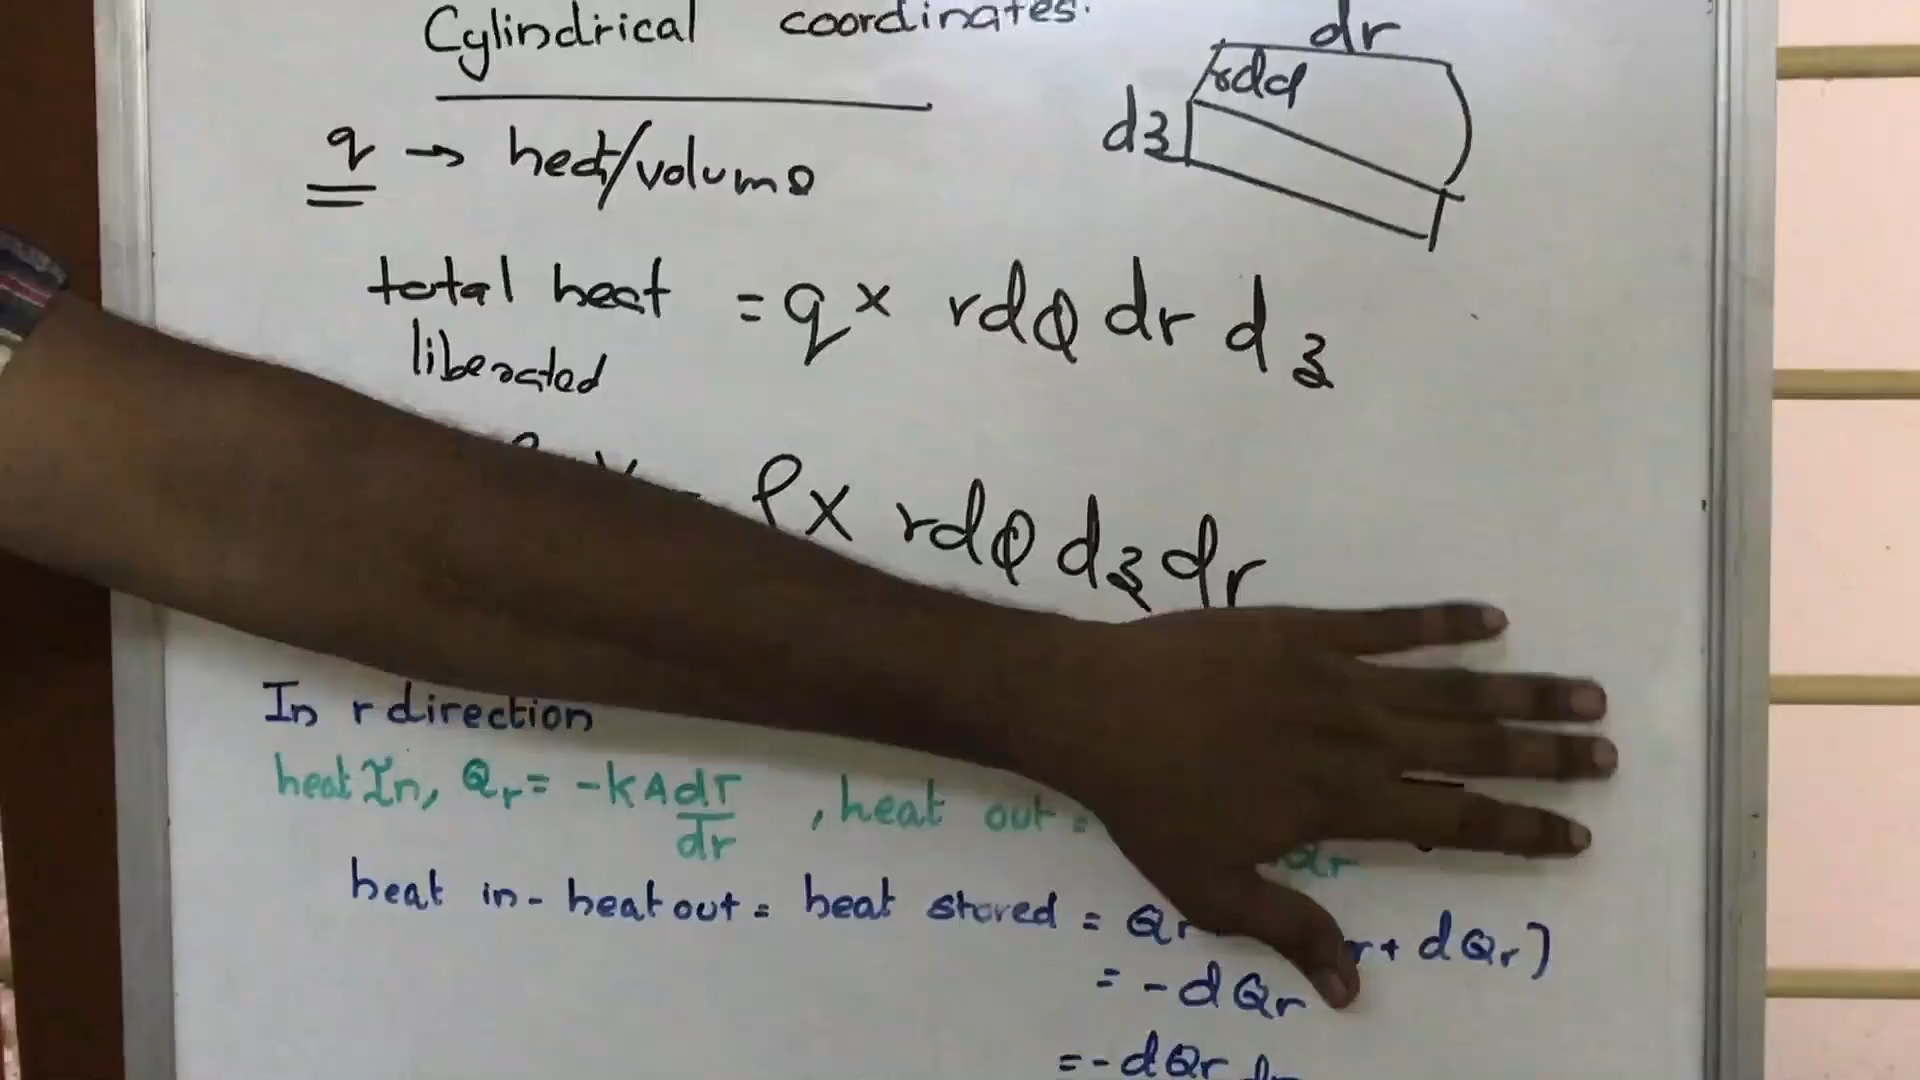 Cylindrical coordinates.
dr
rdφ
dz
q → heat/volume
total heat = q × rdφ dr dz
liberated
ρ × rdφ dz dr
In r direction
heat In, Qr = -kA dT/dr , heat out =
heat in - heat out = heat stored = Qr r + dQr)
= - dQr
= - dQr